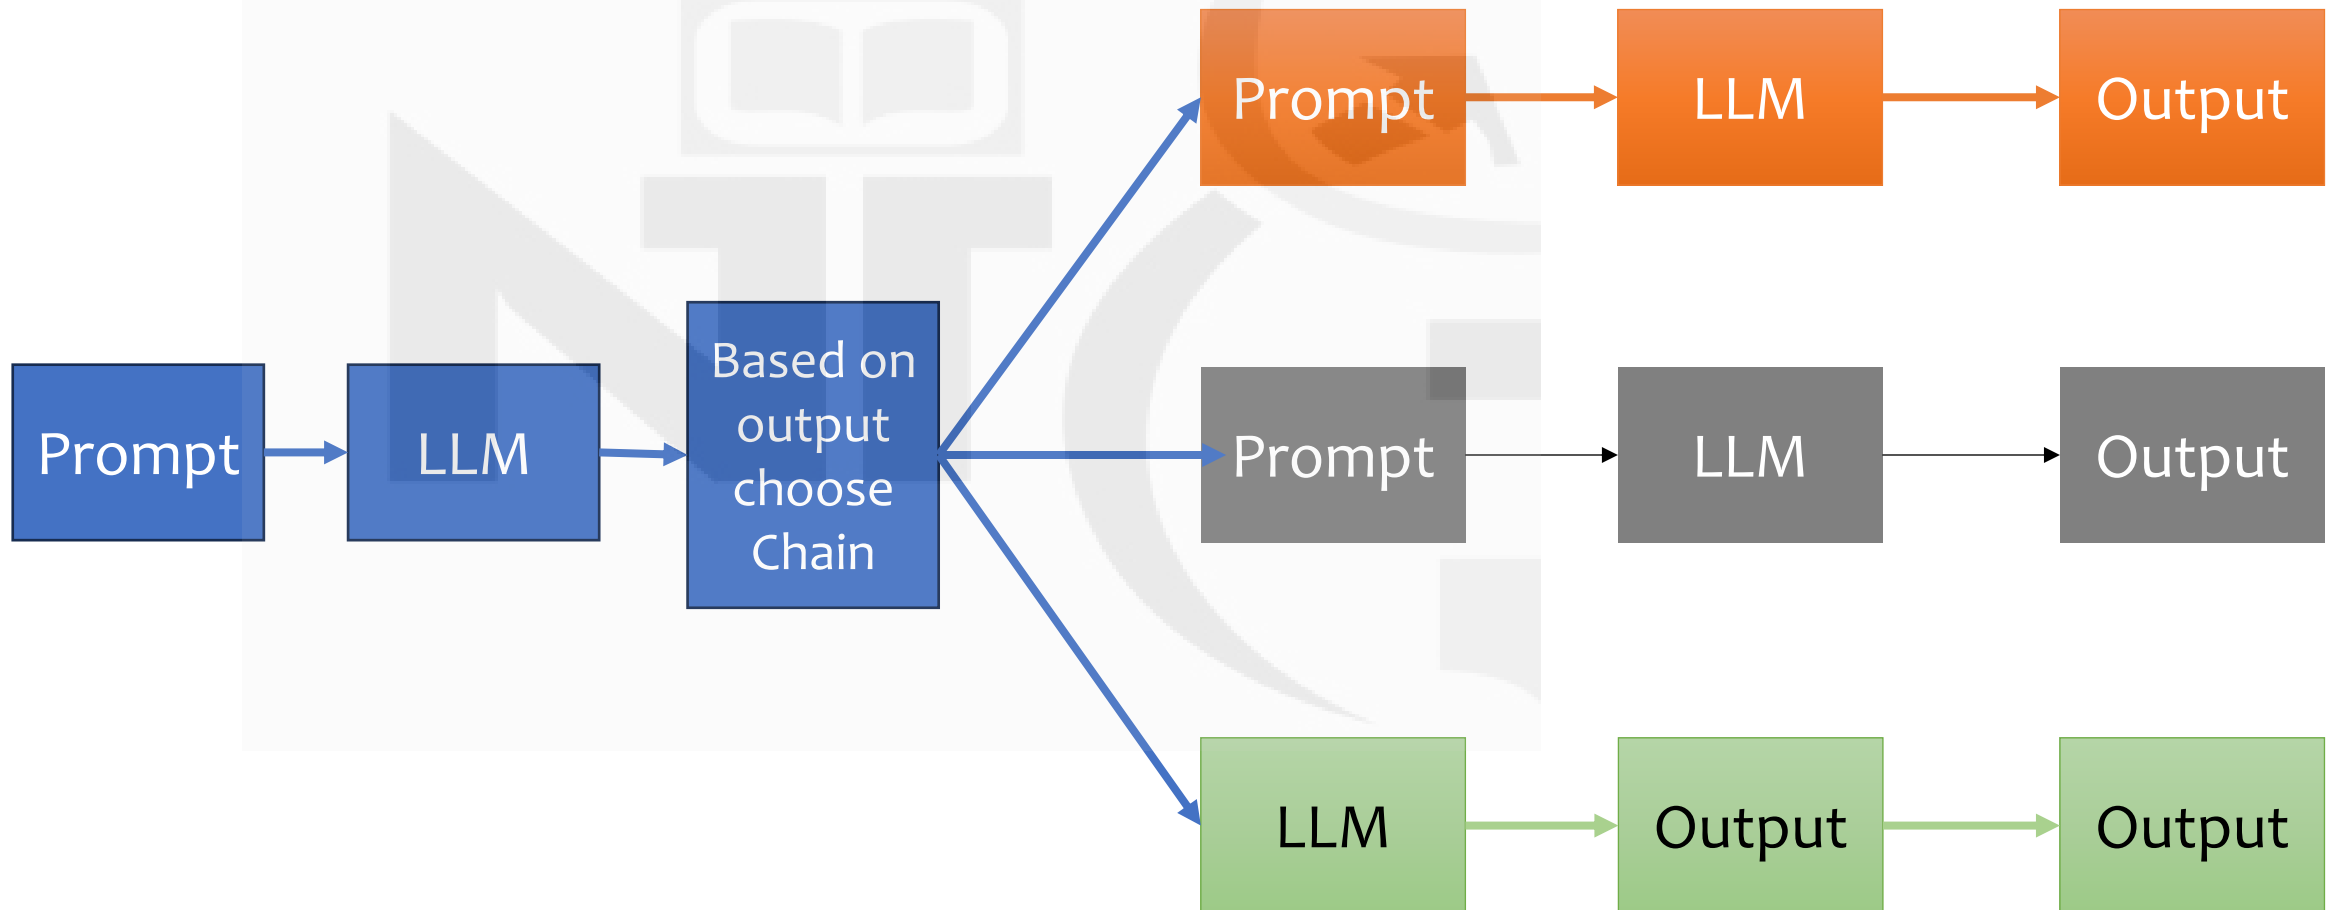 Prompt
LLM
Based on
output
choose
Chain
Prompt
LLM
Output
Prompt
LLM
Output
LLM
Output
Output